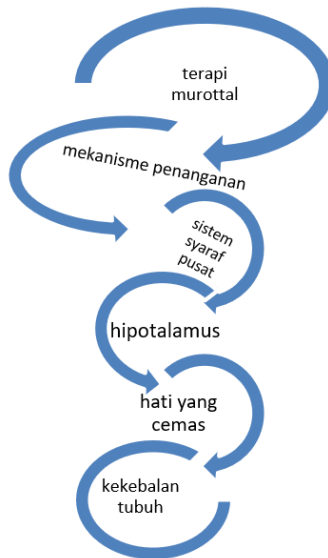 terapi
murottal
mekanisme penanganan
sistem
syaraf
pusat
hipotalamus
hati yang
cemas
kekebalan
tubuh